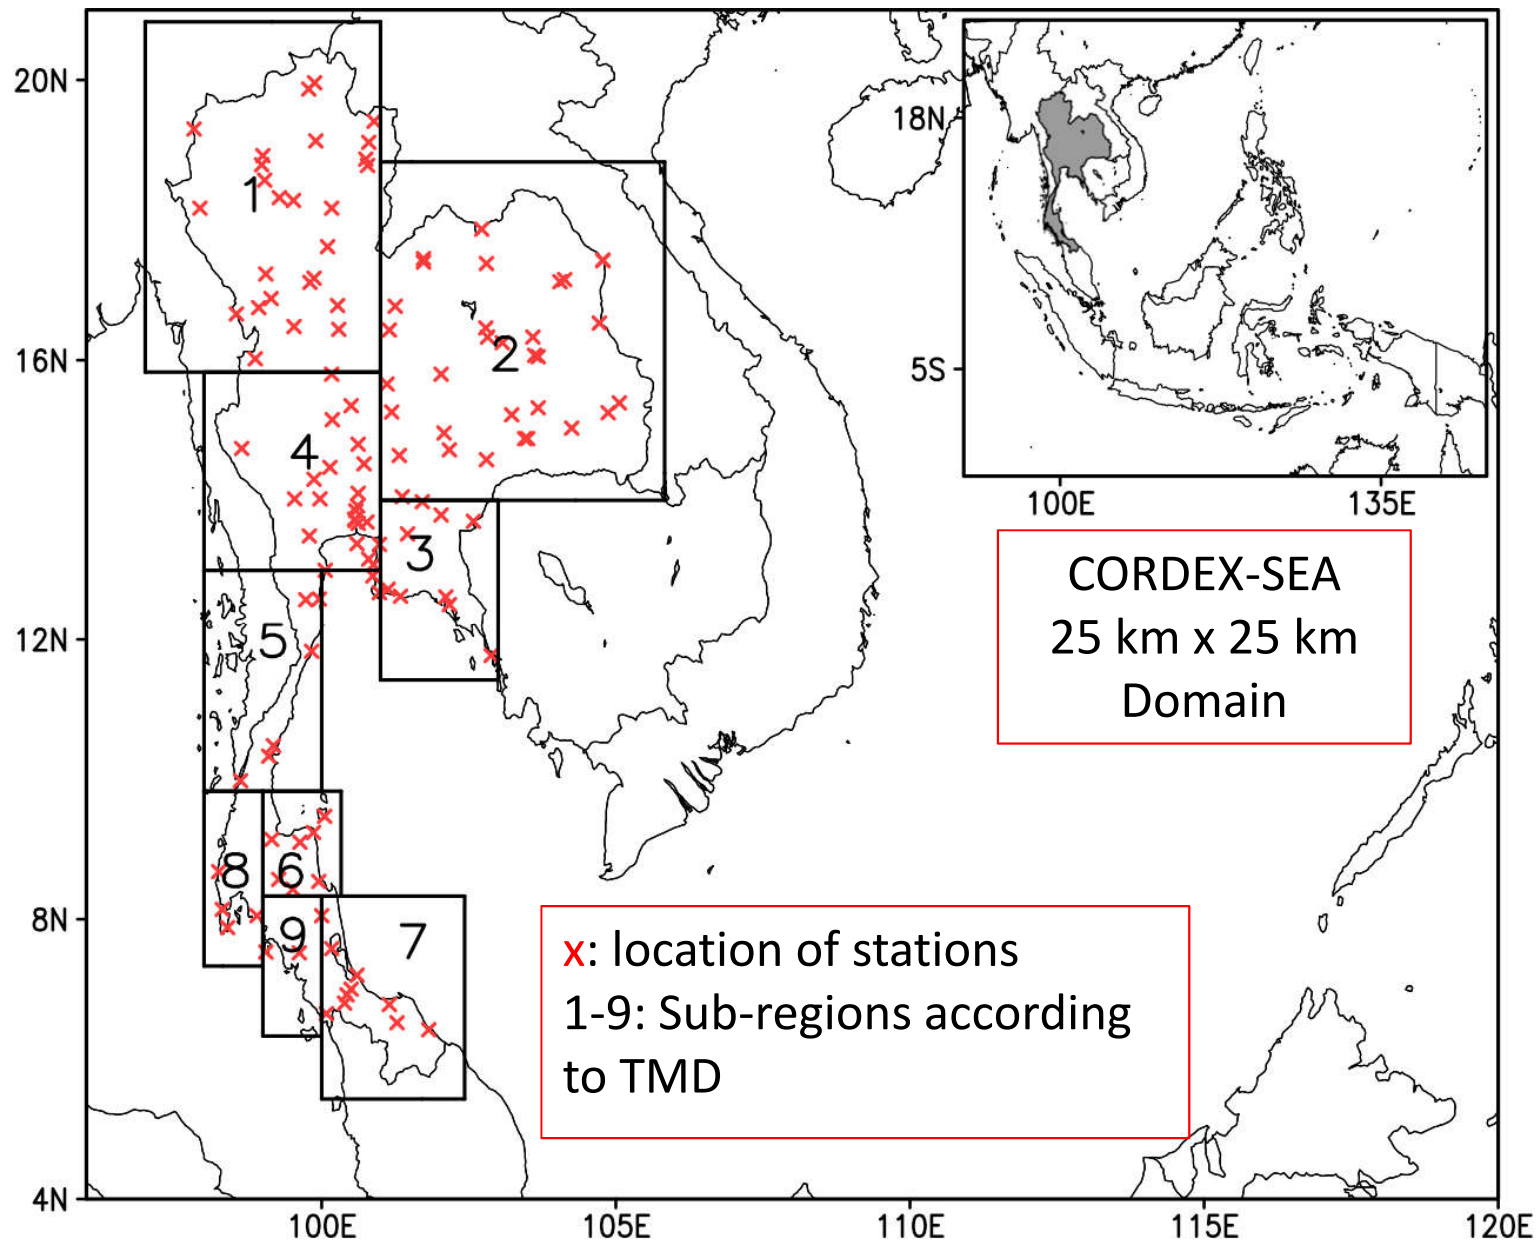 20N
16N
12N
8N
4N
100E
105E
110E
115E
120E
18N
5S
100E
135E
1
2
3
4
5
6
7
8
9
CORDEX-SEA
25 km x 25 km
Domain
x: location of stations
1-9: Sub-regions according
to TMD